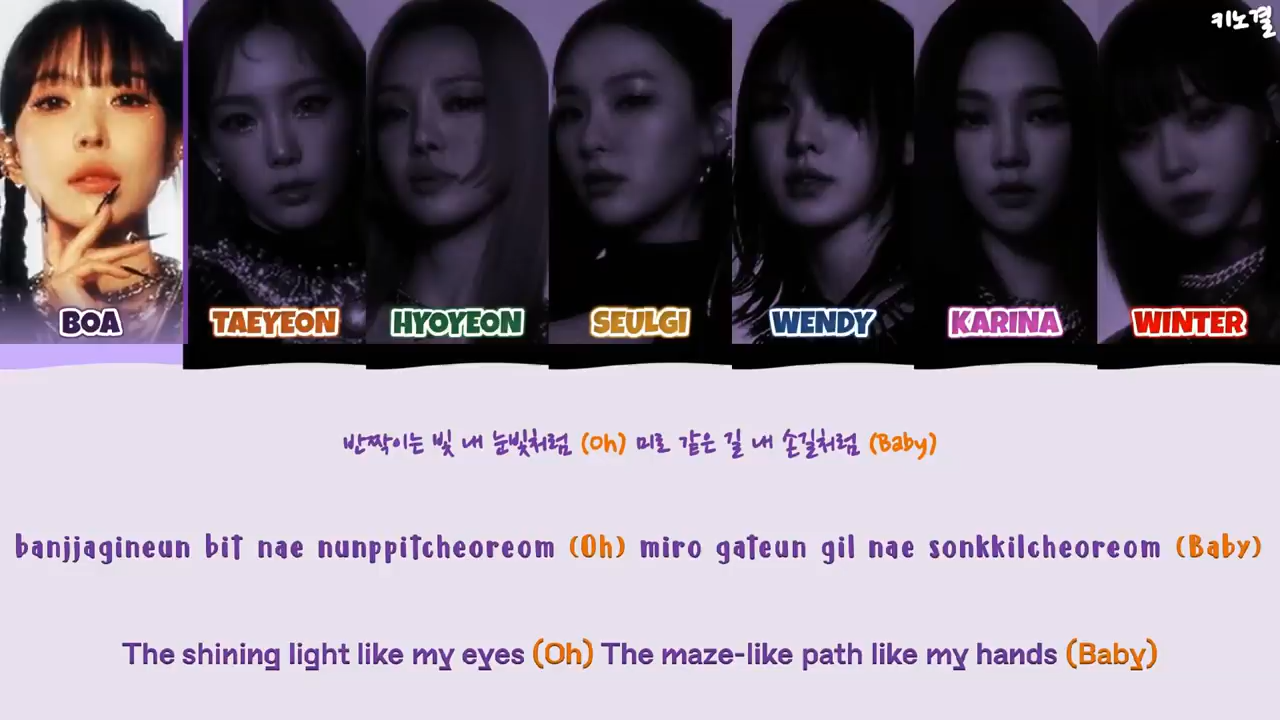 키노결
BOA TAEYEON HYOYEON SEULGI WENDY KARINA WINTER
반짝이는 빛 내 눈빛처럼 (Oh) 미로 같은 길 내 손길처럼 (Baby)
banjjagineun bit nae nunppitcheoreom (Oh) miro gateun gil nae sonkkilcheoreom (Baby)
The shining light like my eyes (Oh) The maze-like path like my hands (Baby)